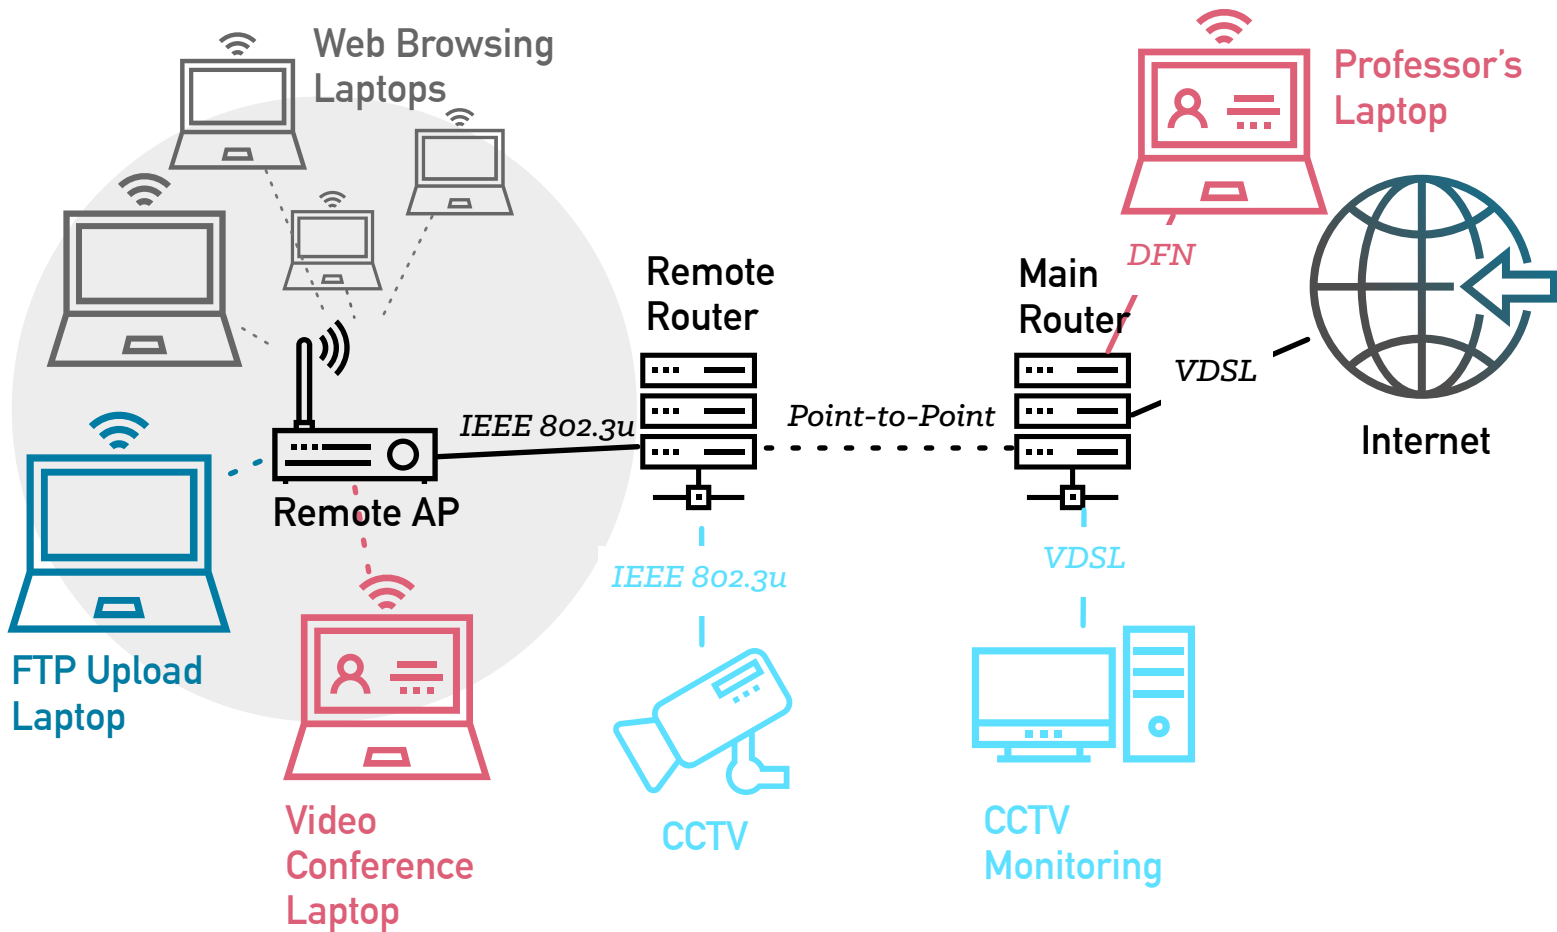 Web Browsing
Laptops
Professor's
Laptop
DFN
Remote
Router
Main
Router
VDSL
Internet
IEEE 802.3u
Point-to-Point
Remote AP
IEEE 802.3u
VDSL
FTP Upload
Laptop
Video
Conference
Laptop
CCTV
CCTV
Monitoring